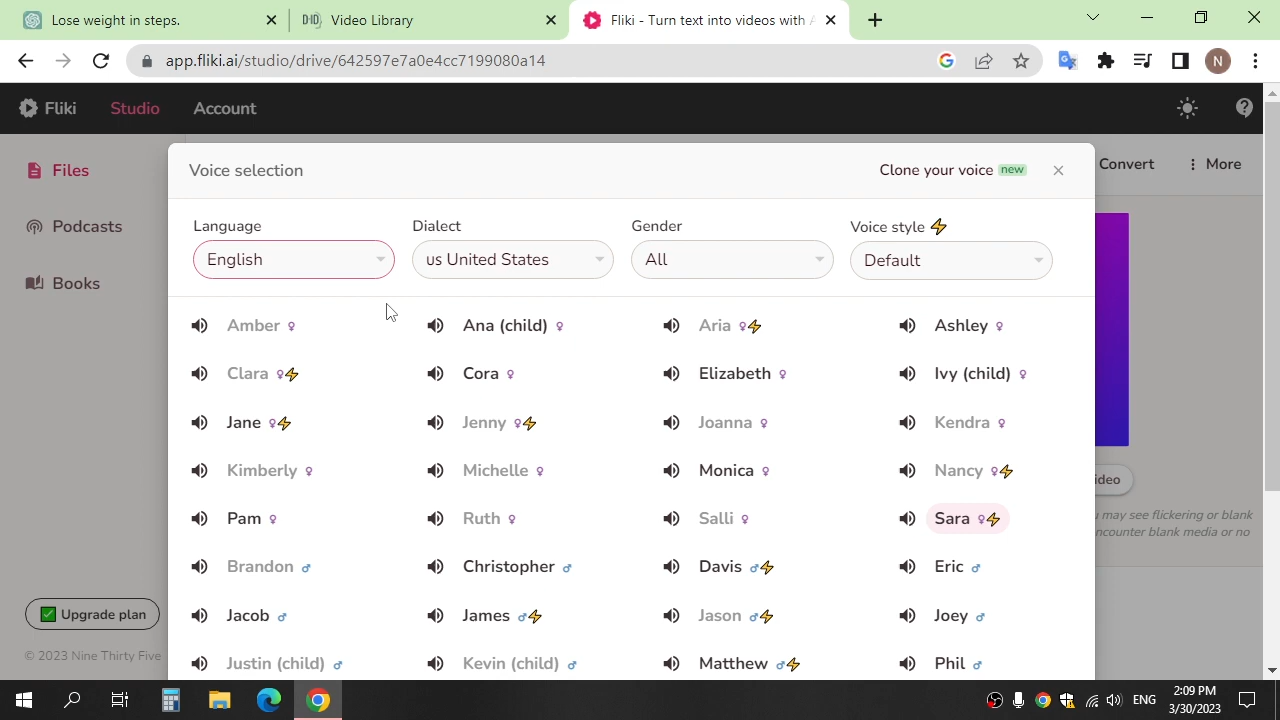 Lose weight in steps.
Video Library
Fliki - Turn text into videos with A
app.fliki.ai/studio/drive/642597e7a0e4cc7199080a14
N
Fliki
Studio
Account
Files
Podcasts
Books
Convert
More
Voice selection
Clone your voice new
Language
Dialect
Gender
Voice style
English
us United States
All
Default
Amber
Ana (child)
Aria
Ashley
Clara
Cora
Elizabeth
Ivy (child)
Jane
Jenny
Joanna
Kendra
Kimberly
Michelle
Monica
Nancy
Pam
Ruth
Salli
Sara
Brandon
Christopher
Davis
Eric
Jacob
James
Jason
Joey
Justin (child)
Kevin (child)
Matthew
Phil
ideo
u may see flickering or blank
encounter blank media or no
Upgrade plan
© 2023 Nine Thirty Five
ENG
2:09 PM
3/30/2023